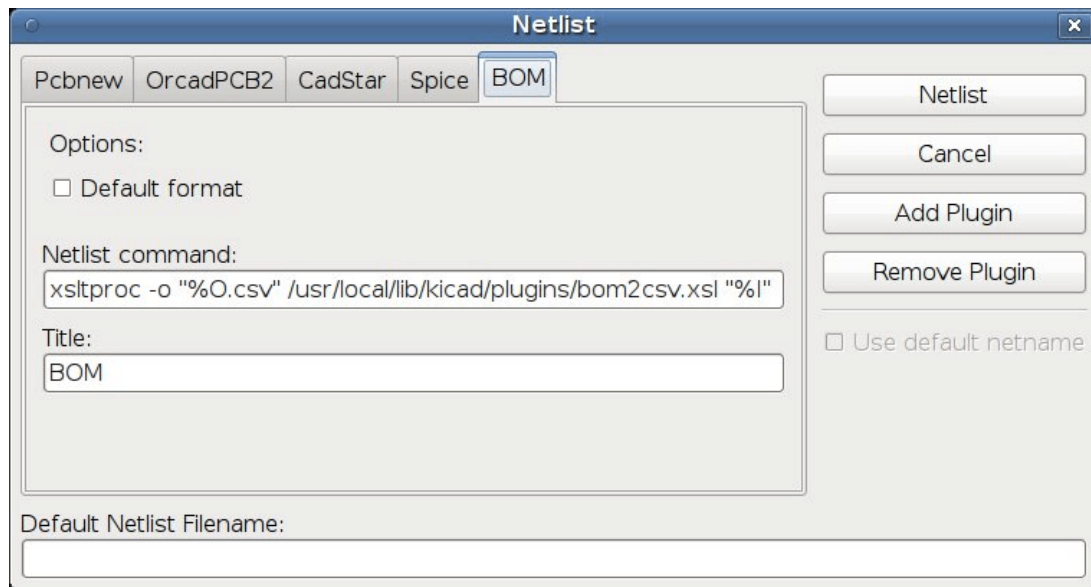 Netlist
Pcbnew OrcadPCB2 CadStar Spice BOM
Options:
Default format
Netlist command:
xsltproc -o "%O.csv" /usr/local/lib/kicad/plugins/bom2csv.xsl "%I"
Title:
BOM
Netlist
Cancel
Add Plugin
Remove Plugin
Use default netname
Default Netlist Filename: